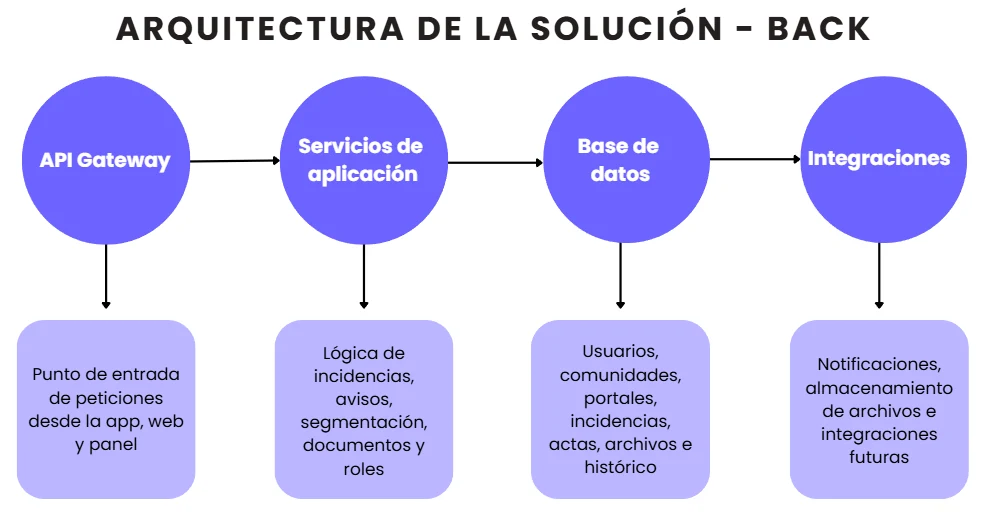 ARQUITECTURA DE LA SOLUCIÓN - BACK
API Gateway
Servicios de
aplicación
Base de
datos
Integraciones
Punto de entrada
de peticiones
desde la app, web
y panel
Lógica de
incidencias,
avisos,
segmentación,
documentos y
roles
Usuarios,
comunidades,
portales,
incidencias,
actas, archivos e
histórico
Notificaciones,
almacenamiento
de archivos e
integraciones
futuras